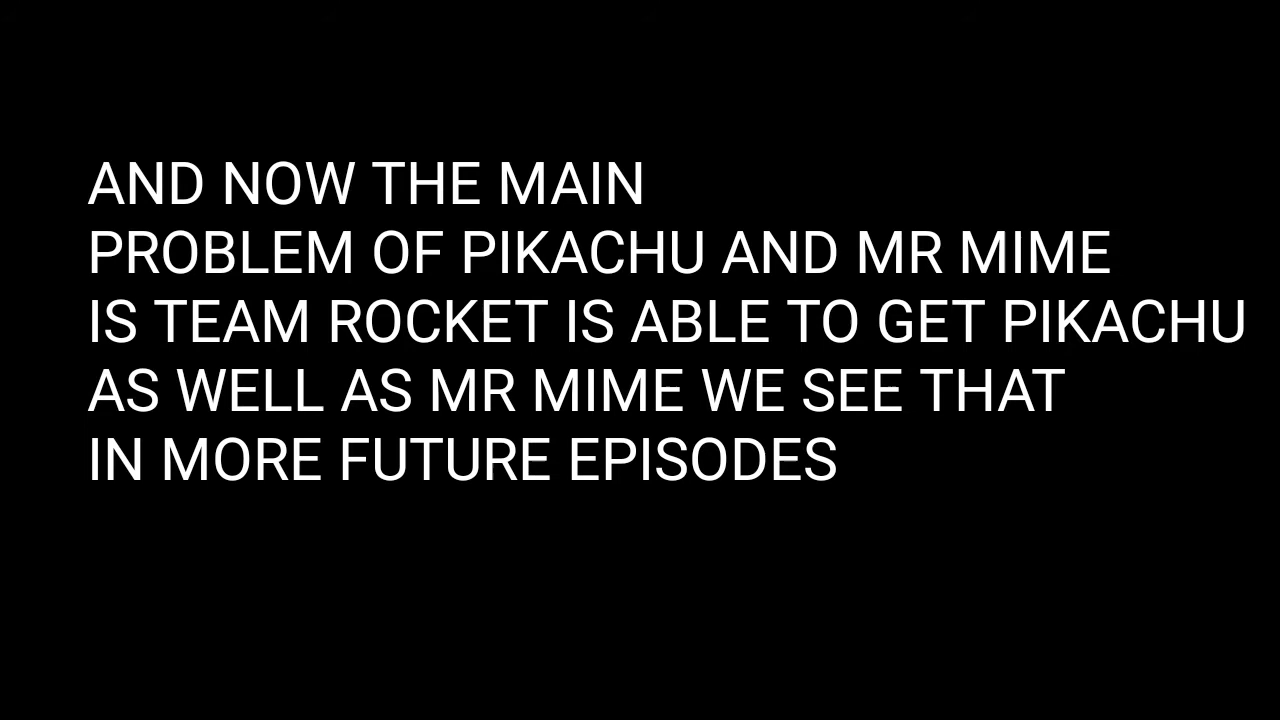 AND NOW THE MAIN
PROBLEM OF PIKACHU AND MR MIME
IS TEAM ROCKET IS ABLE TO GET PIKACHU
AS WELL AS MR MIME WE SEE THAT
IN MORE FUTURE EPISODES